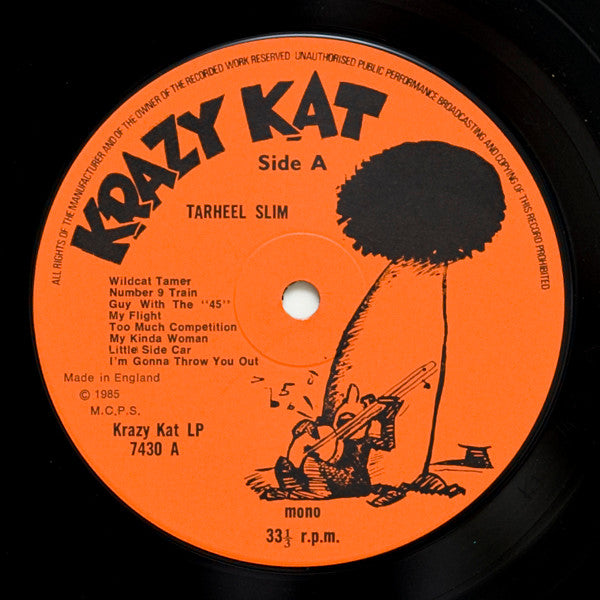 ALL RIGHTS OF THE MANUFACTURER AND OF THE OWNER OF THE RECORDED WORK RESERVED UNAUTHORISED PUBLIC PERFORMANCE BROADCASTING AND COPYING OF THIS RECORD PROHIBITED
KRAZY KAT
Side A
TARHEEL SLIM
Wildcat Tamer
Number 9 Train
Guy With The "45"
My Flight
Too Much Competition
My Kinda Woman
Little Side Car
I'm Gonna Throw You Out
Made in England
© 1985
M.C.P.S.
Krazy Kat LP
7430 A
mono
33⅓ r.p.m.